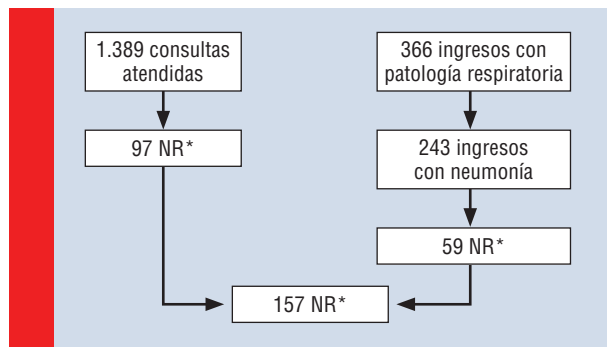 1.389 consultas
atendidas
97 NR*
366 ingresos con
patología respiratoria
243 ingresos
con neumonía
59 NR*
157 NR*